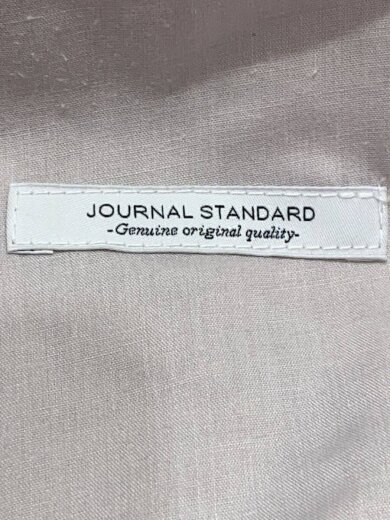 JOURNAL STANDARD
-Genuine original quality-